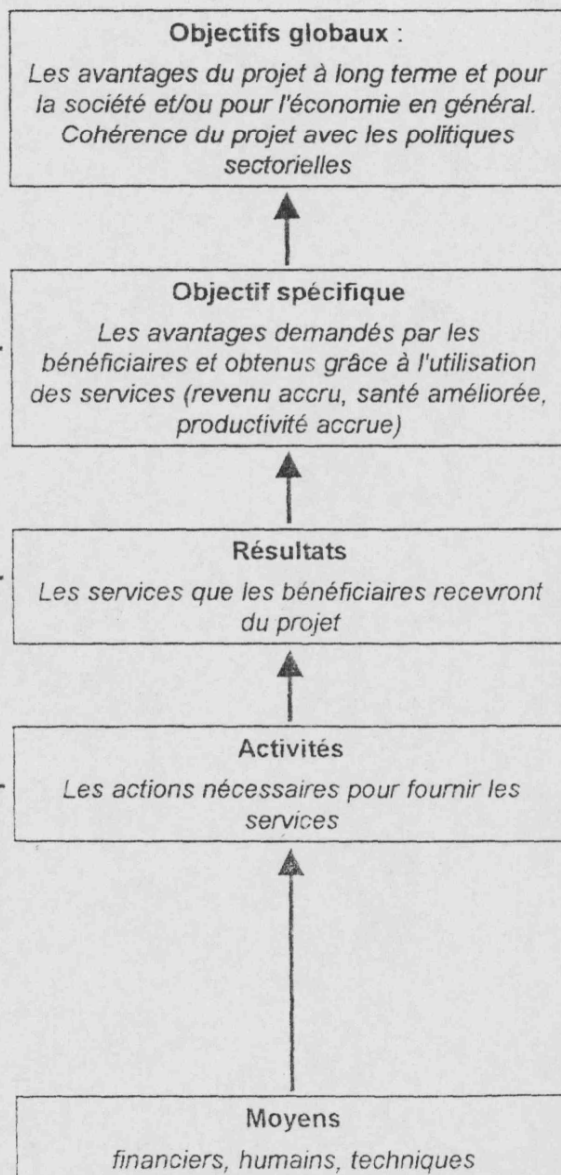 Objectifs globaux :
Les avantages du projet à long terme et pour
la société et/ou pour l'économie en général.
Cohérence du projet avec les politiques
sectorielles
Objectif spécifique
Les avantages demandés par les
bénéficiaires et obtenus grâce à l'utilisation
des services (revenu accru, santé améliorée,
productivité accrue)
Résultats
Les services que les bénéficiaires recevront
du projet
Activités
Les actions nécessaires pour fournir les
services
Moyens
financiers, humains, techniques